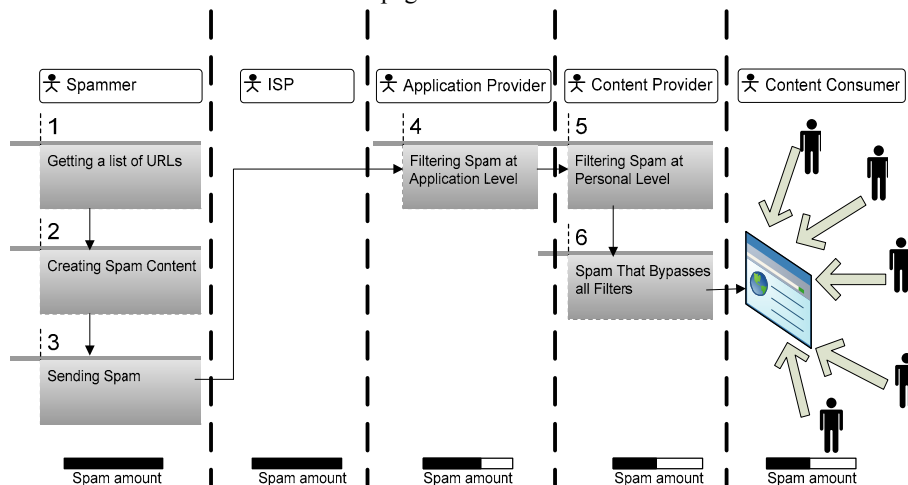 Spammer
ISP
Application Provider
Content Provider
Content Consumer
1
Getting a list of URLs
2
Creating Spam Content
3
Sending Spam
4
Filtering Spam at
Application Level
5
Filtering Spam at
Personal Level
6
Spam That Bypasses
all Filters
Spam amount
Spam amount
Spam amount
Spam amount
Spam amount